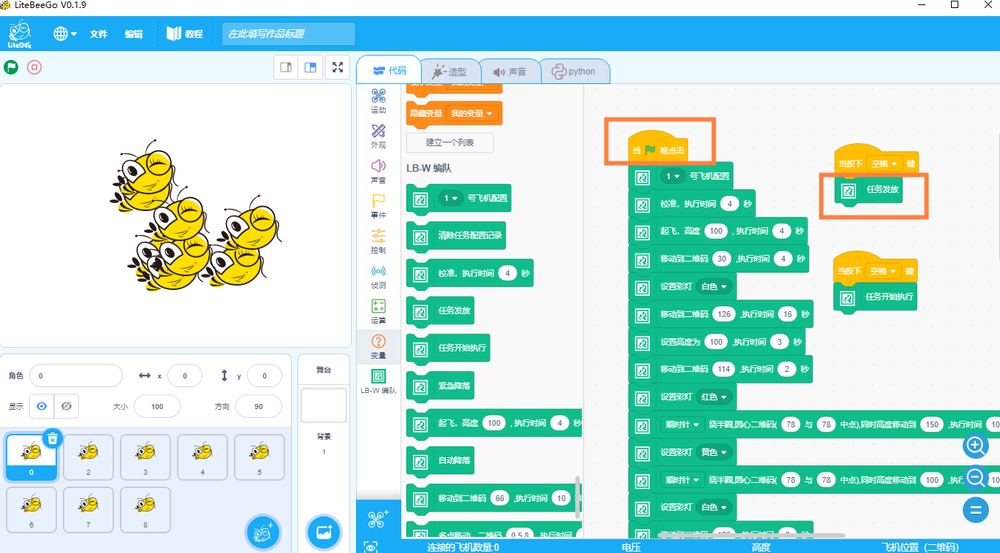 LiteBeeGo V0.1.9
LiteBee
文件
编辑
教程
在此填写作品标题
代码
造型
声音
python
运动
外观
声音
事件
控制
侦测
运算
变量
LB-W 编队
隐藏变量 我的变量
建立一个列表
LB-W 编队
1 号飞机配置
清除任务配置记录
校准，执行时间 4 秒
任务发放
任务开始执行
紧急降落
起飞，高度 100 , 执行时间 4 秒
自动降落
移动到二维码 66 ,执行时间 10
多点移动，二维码 0,5,8 执行时间
当 被点击
1 号飞机配置
校准，执行时间 4 秒
起飞，高度 100 , 执行时间 4 秒
移动到二维码 30 ,执行时间 4 秒
设置彩灯 白色
移动到二维码 126 ,执行时间 16 秒
设置高度为 100 ,执行时间 3 秒
移动到二维码 114 ,执行时间 2 秒
设置彩灯 红色
顺时针 绕半圈,圆心二维码( 78 与 78 中点),同时高度移动到 150 ,执行时间 10
设置彩灯 黄色
顺时针 绕半圈,圆心二维码( 78 与 78 中点),同时高度移动到 100 ,执 10
设置彩灯 白色
当按下 空格 键
任务发放
当按下 空格 键
任务开始执行
角色 0 x 0 y 0
显示 大小 100 方向 90
0
2
3
4
5
6
7
8
舞台
背景
1
连接的飞机数量:0
电压
高度
飞机位置（二维码）